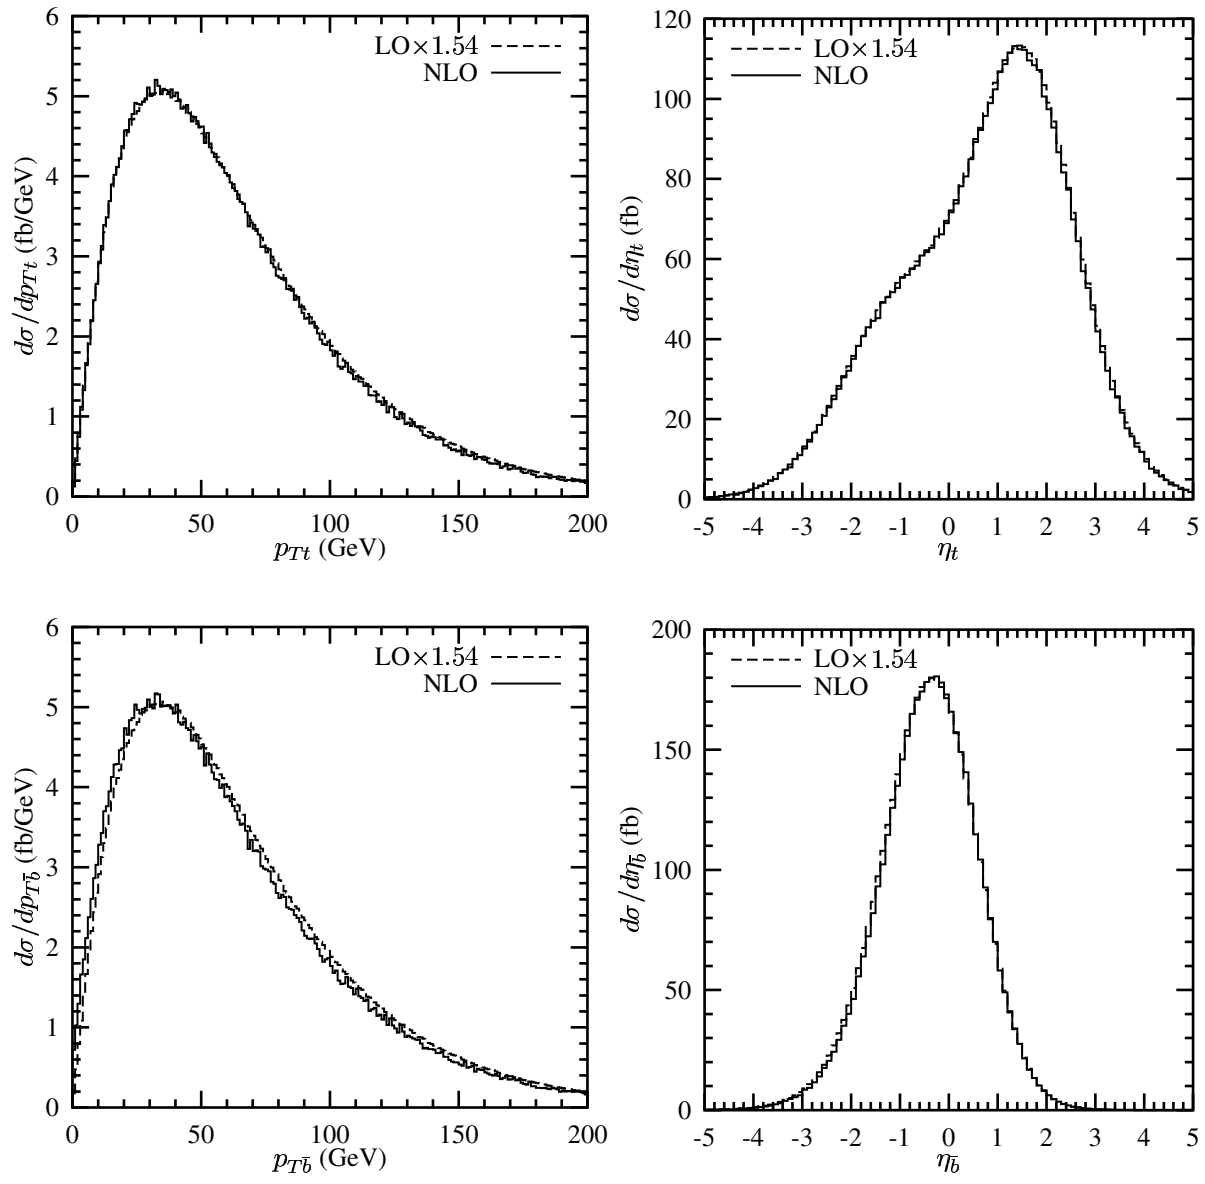 6
5
4
3
2
1
0
dσ/dp_{Tt} (fb/GeV)
LO×1.54
NLO
0 50 100 150 200
p_{Tt} (GeV)
120
100
80
60
40
20
0
dσ/dη_t (fb)
LO×1.54
NLO
-5 -4 -3 -2 -1 0 1 2 3 4 5
η_t
6
5
4
3
2
1
0
dσ/dp_{Tb̄} (fb/GeV)
LO×1.54
NLO
0 50 100 150 200
p_{Tb̄} (GeV)
200
150
100
50
0
dσ/dη_{b̄} (fb)
LO×1.54
NLO
-5 -4 -3 -2 -1 0 1 2 3 4 5
η_{b̄}